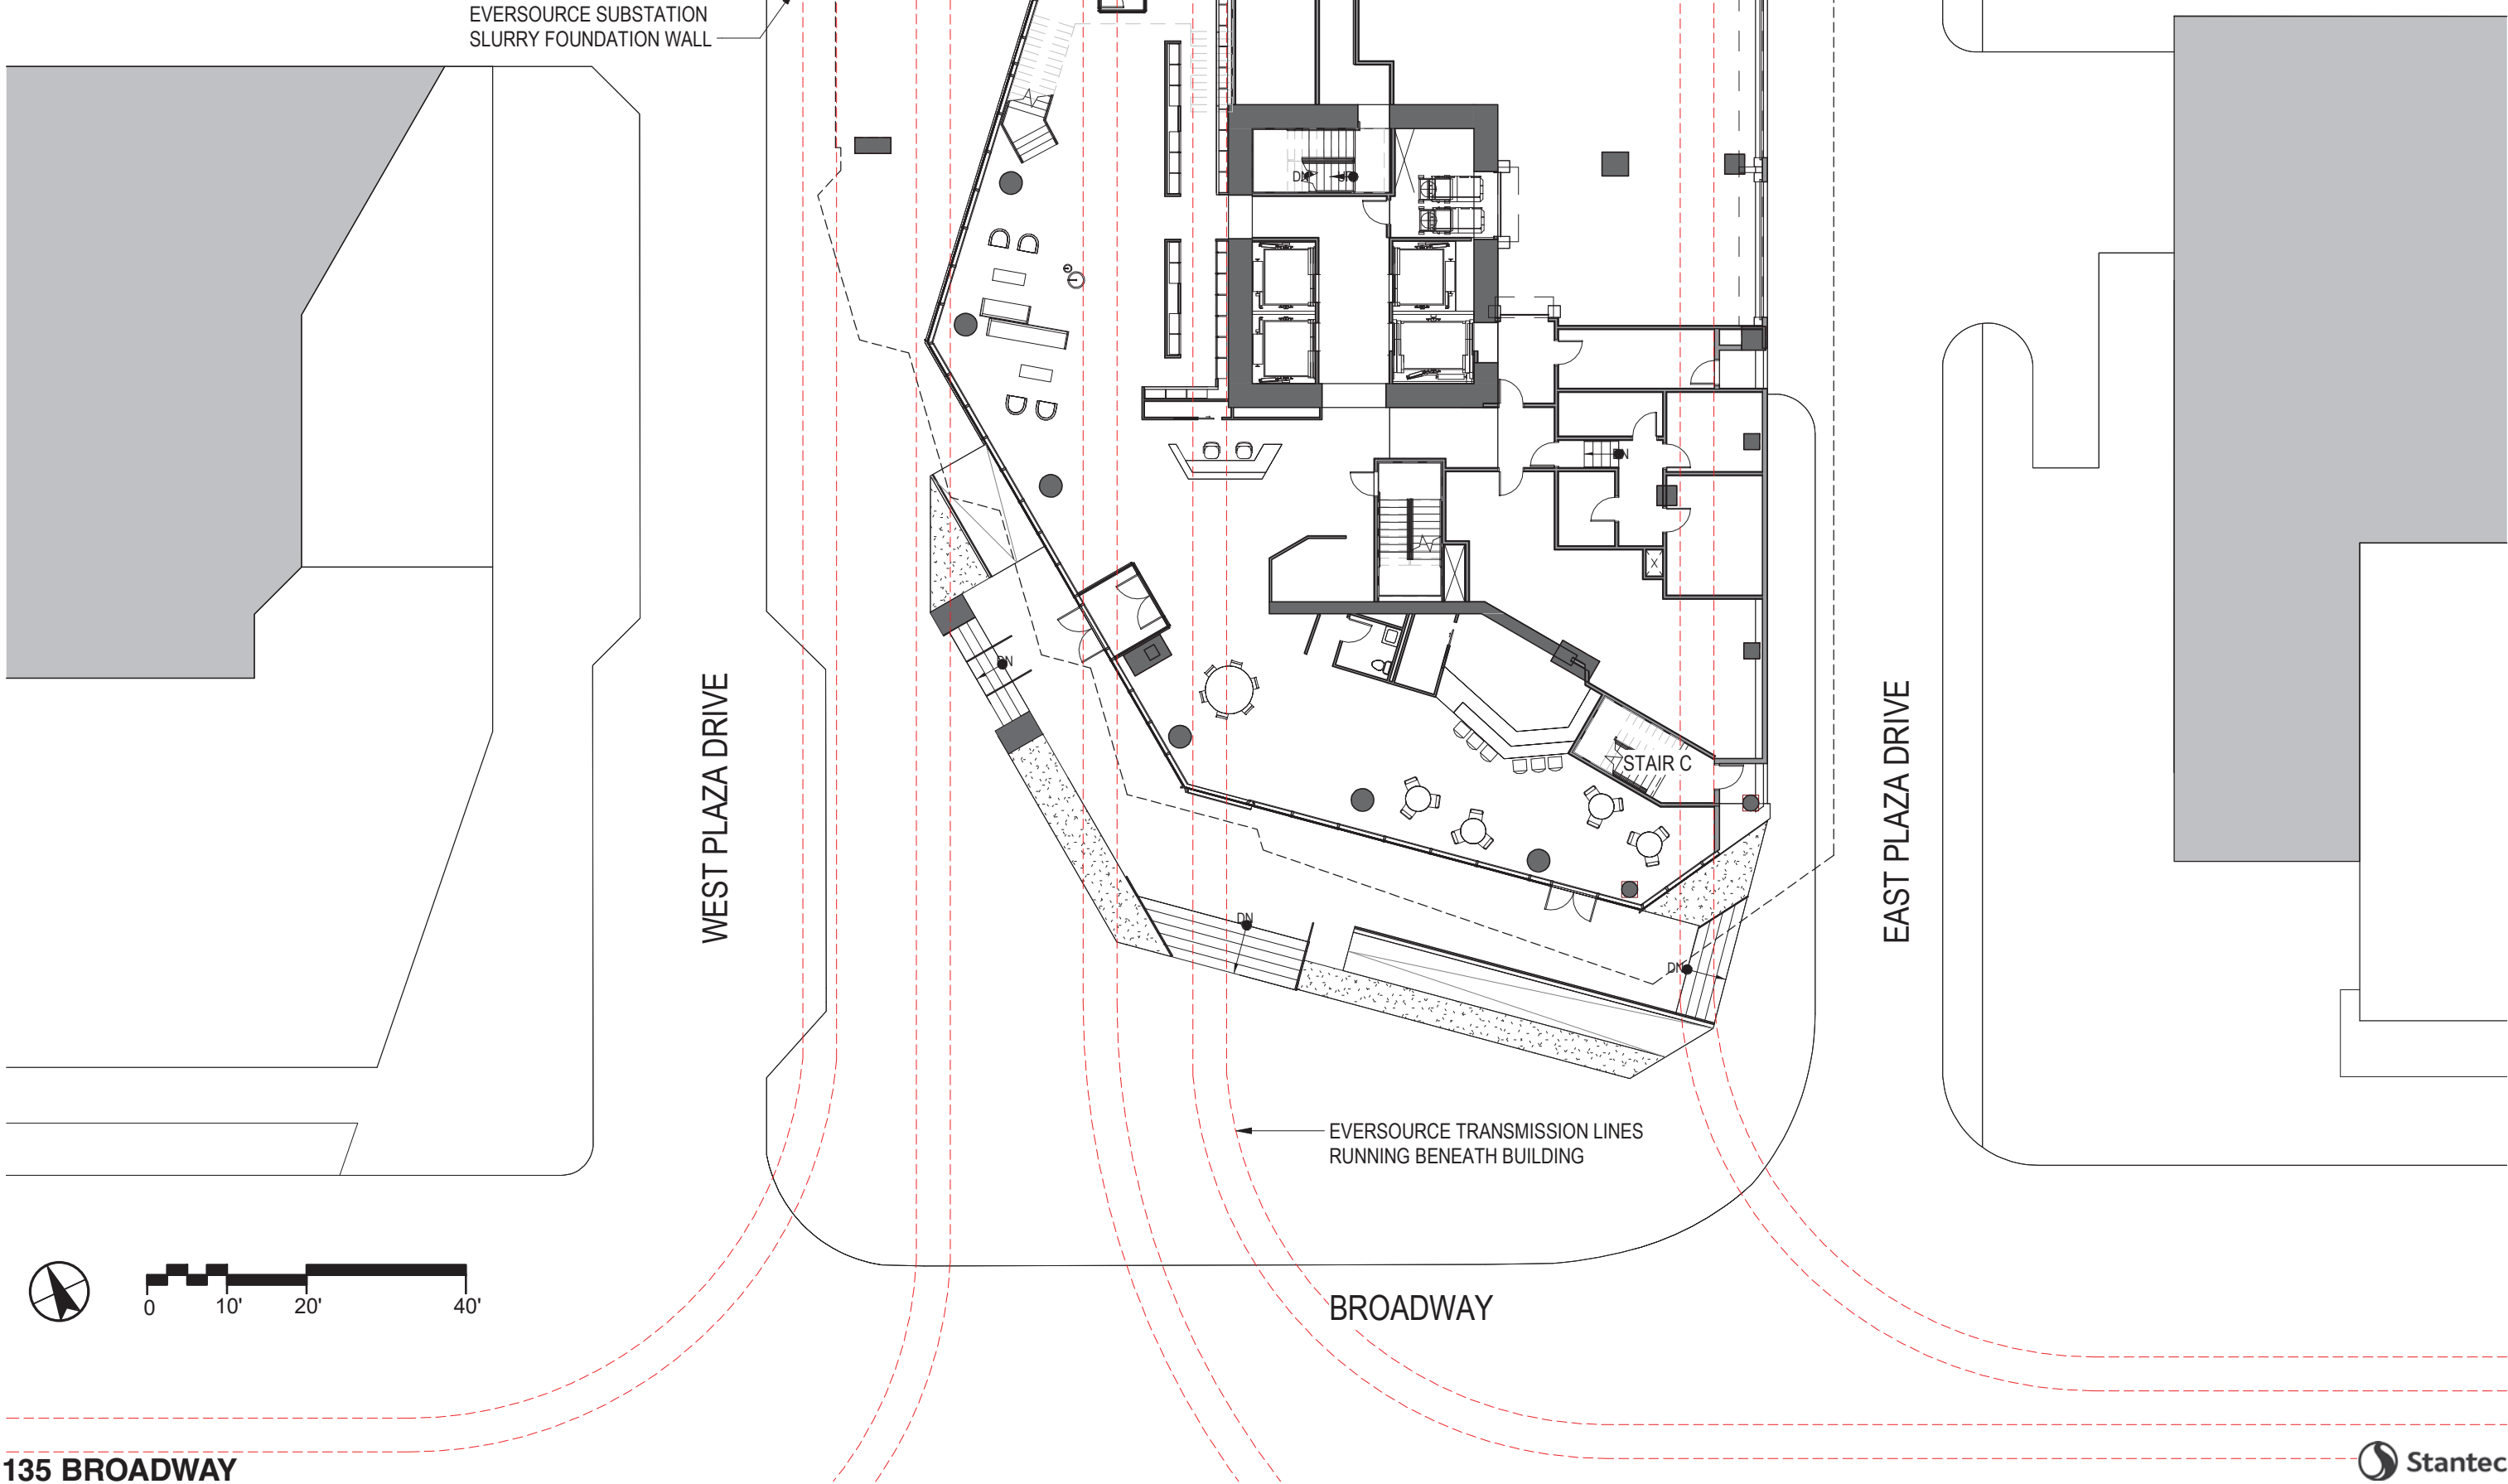 EVERSOURCE SUBSTATION
SLURRY FOUNDATION WALL
DN
UP
DN
DN
X
WEST PLAZA DRIVE
EAST PLAZA DRIVE
STAIR C
DN
DN
EVERSOURCE TRANSMISSION LINES
RUNNING BENEATH BUILDING
0 10' 20' 40'
BROADWAY
135 BROADWAY
Stantec